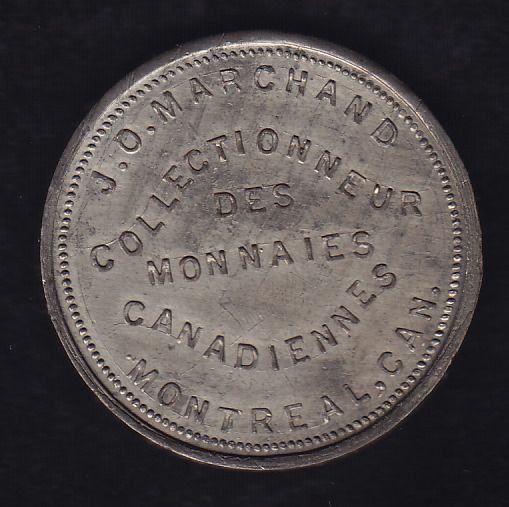 J.O. MARCHAND
COLLECTIONNEUR
DES
MONNAIES
CANADIENNES
MONTREAL, CAN.